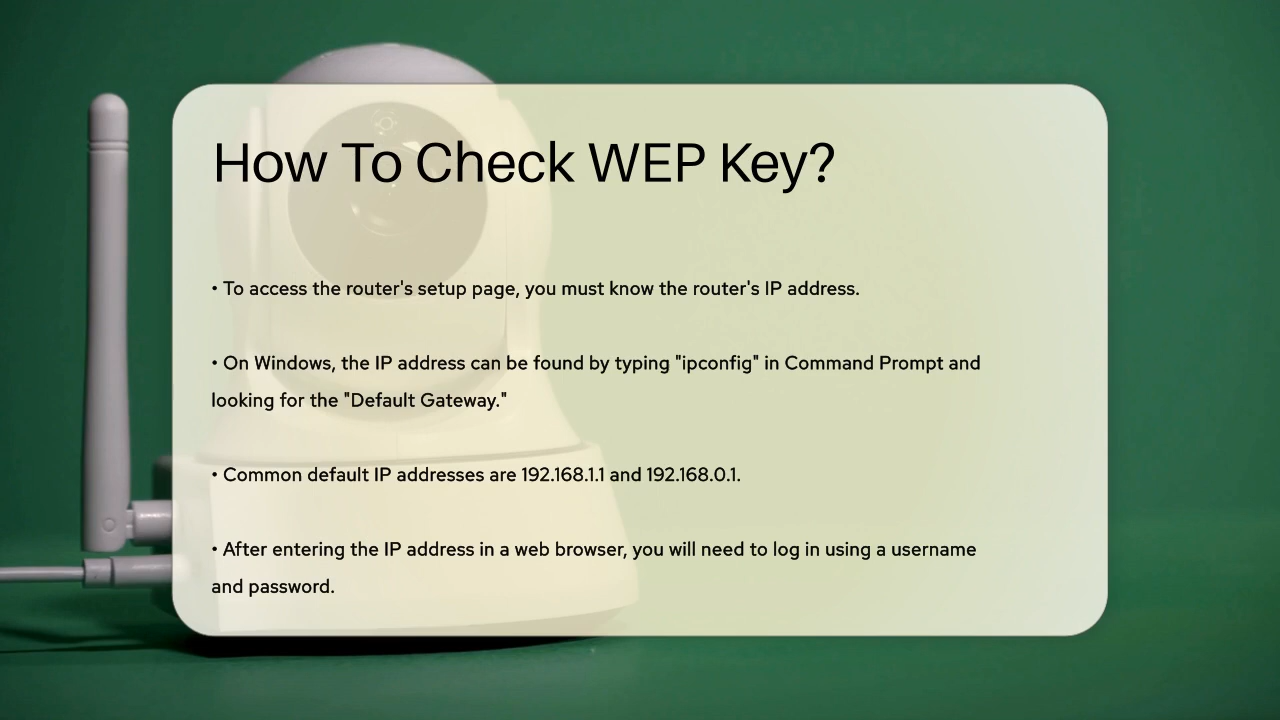 How To Check WEP Key?
• To access the router's setup page, you must know the router's IP address.
• On Windows, the IP address can be found by typing "ipconfig" in Command Prompt and
looking for the "Default Gateway."
• Common default IP addresses are 192.168.1.1 and 192.168.0.1.
• After entering the IP address in a web browser, you will need to log in using a username
and password.